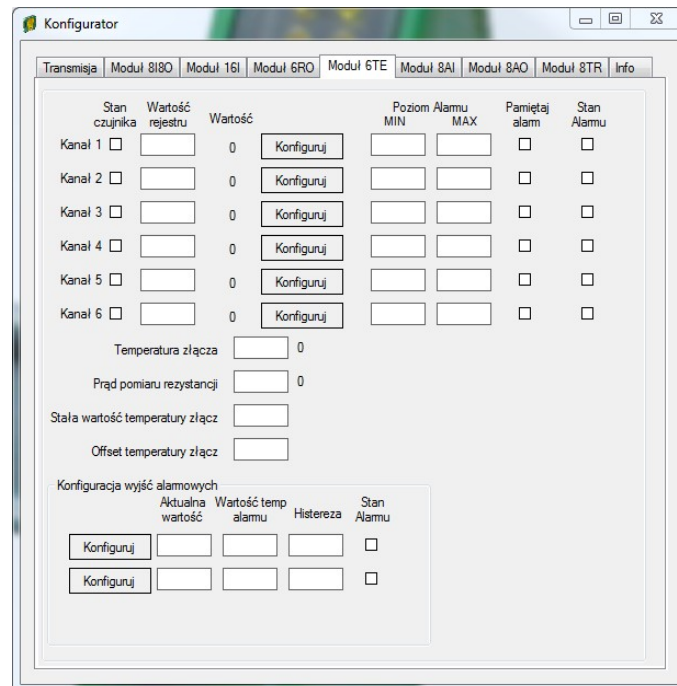 Konfigurator
Transmisja Moduł 8I8O Moduł 16I Moduł 6RO Moduł 6TE Moduł 8AI Moduł 8AO Moduł 8TR Info
Stan czujnika Wartość rejestru Wartość Poziom Alarmu MIN MAX Pamiętaj alarm Stan Alarmu
Kanał 1 0 Konfiguruj
Kanał 2 0 Konfiguruj
Kanał 3 0 Konfiguruj
Kanał 4 0 Konfiguruj
Kanał 5 0 Konfiguruj
Kanał 6 0 Konfiguruj
Temperatura złącza 0
Prąd pomiaru rezystancji 0
Stała wartość temperatury złącz
Offset temperatury złącz
Konfiguracja wyjść alarmowych
Aktualna wartość Wartość temp alarmu Histereza Stan Alarmu
Konfiguruj
Konfiguruj